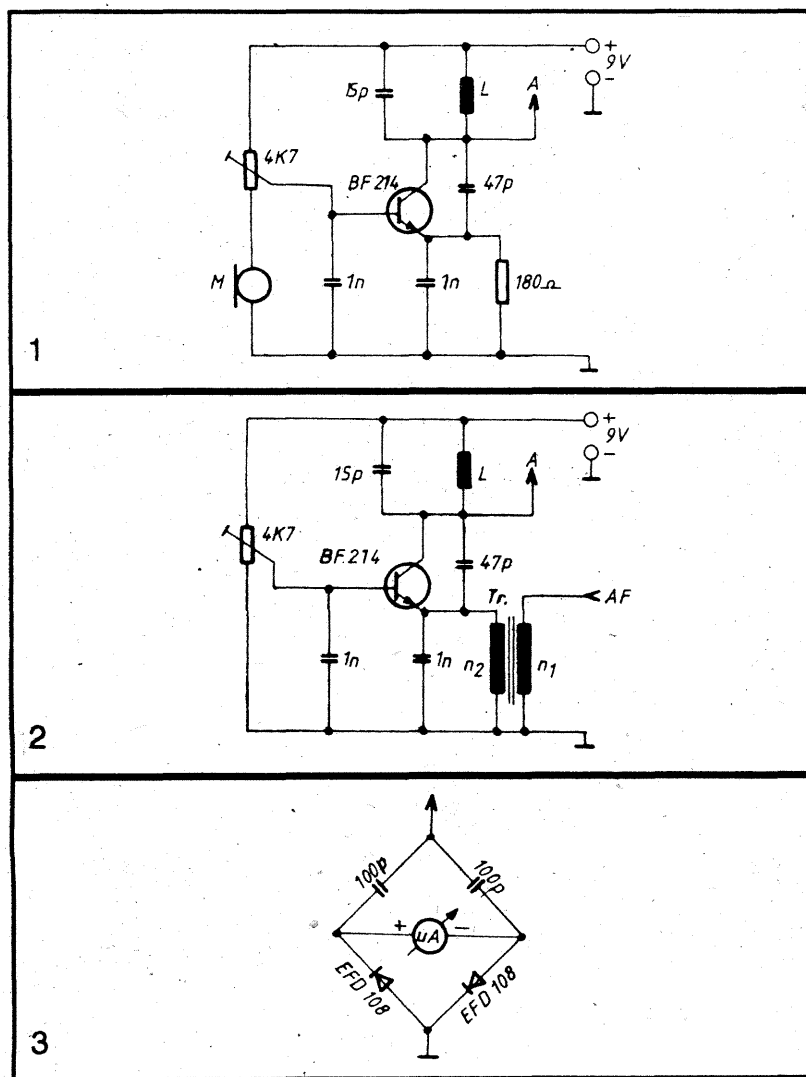 +
9V
-
15p
L
A
4K7
BF 214
47p
M
1n
1n
180Ω
1
+
9V
-
15p
L
A
4K7
BF 214
47p
Tr.
AF
1n
1n
n2
n1
2
100p
100p
+
µA
-
EFD 108
EFD 108
3